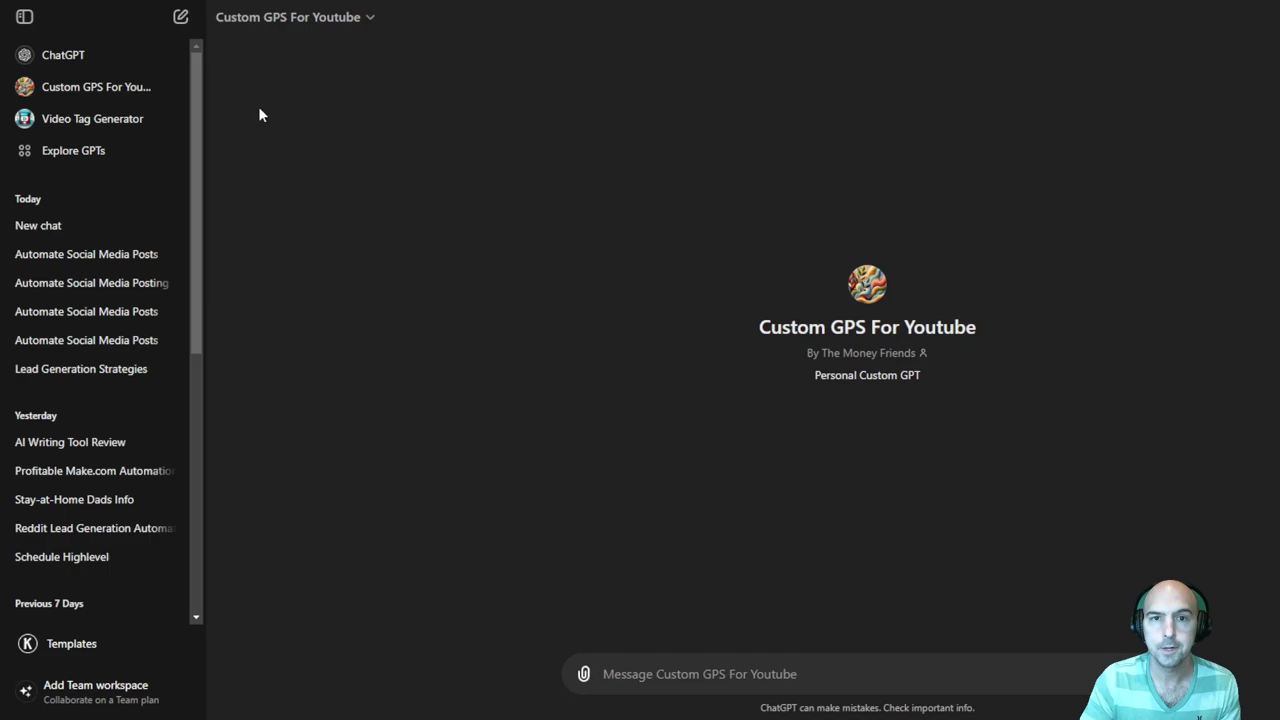 Custom GPS For Youtube
ChatGPT
Custom GPS For You...
Video Tag Generator
Explore GPTs
Today
New chat
Automate Social Media Posts
Automate Social Media Posting
Automate Social Media Posts
Automate Social Media Posts
Lead Generation Strategies
Yesterday
AI Writing Tool Review
Profitable Make.com Automatio
Stay-at-Home Dads Info
Reddit Lead Generation Automa
Schedule Highlevel
Previous 7 Days
K Templates
Add Team workspace
Collaborate on a Team plan
Custom GPS For Youtube
By The Money Friends
Personal Custom GPT
Message Custom GPS For Youtube
ChatGPT can make mistakes. Check important info.